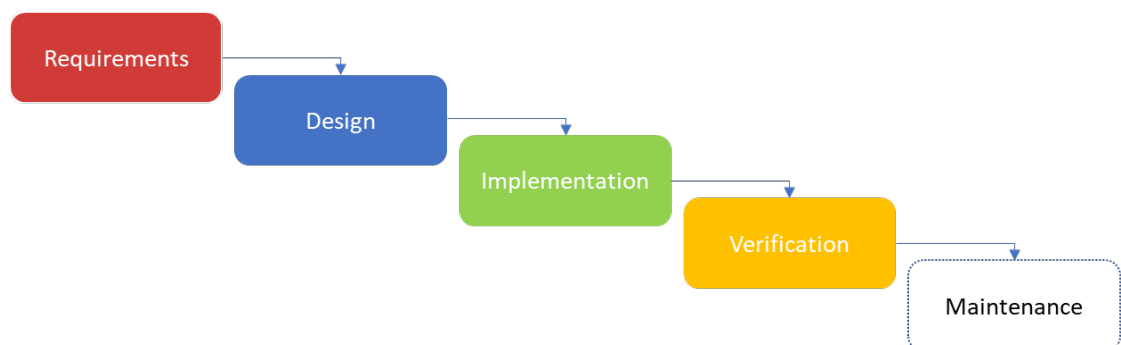 Requirements
Design
Implementation
Verification
Maintenance